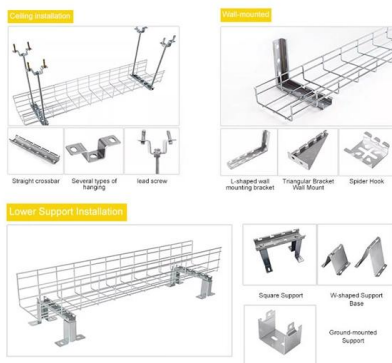 Ceiling installation
Wall-mounted
Straight crossbar
Several types of
hanging
lead screw
L-shaped wall
mounting bracket
Triangular Bracket
Wall Mount
Spider Hook
Lower Support Installation
Square Support
W-shaped Support
Base
Ground-mounted
Support